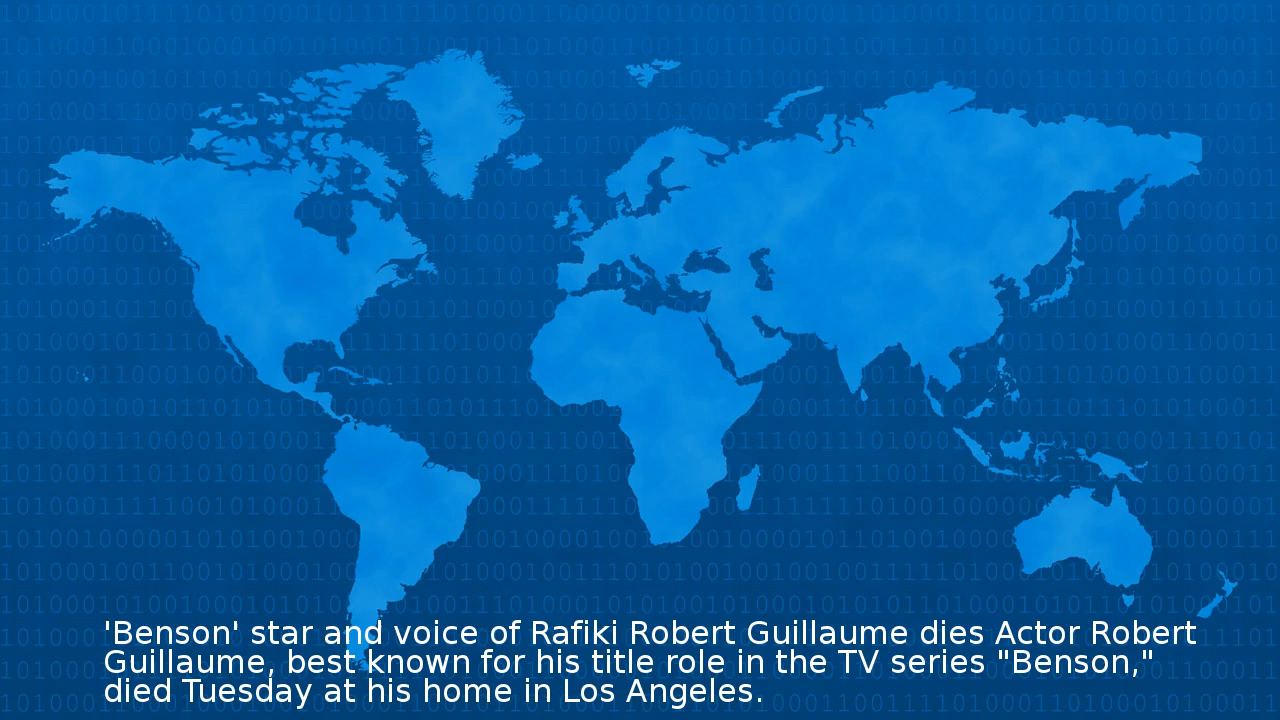 'Benson' star and voice of Rafiki Robert Guillaume dies Actor Robert
Guillaume, best known for his title role in the TV series "Benson,"
died Tuesday at his home in Los Angeles.